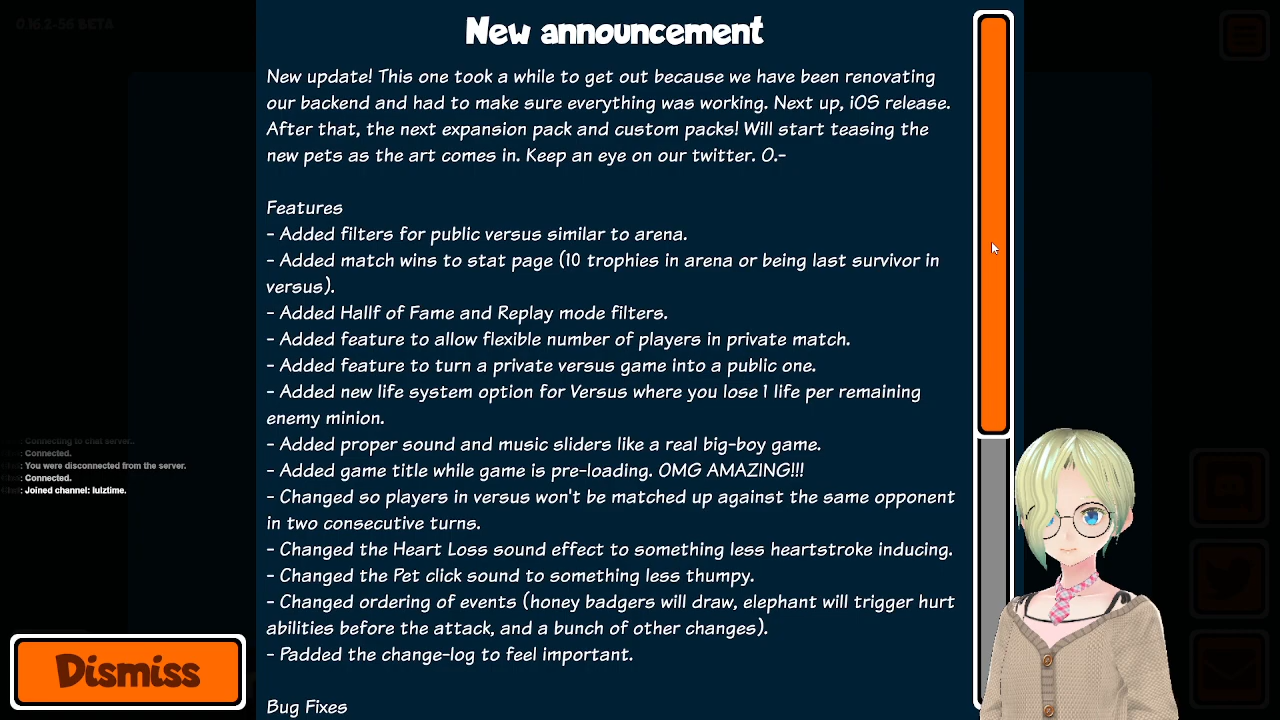 0.16.2-56 BETA
New announcement
New update! This one took a while to get out because we have been renovating
our backend and had to make sure everything was working. Next up, iOS release.
After that, the next expansion pack and custom packs! Will start teasing the
new pets as the art comes in. Keep an eye on our twitter. O.-
Features
- Added filters for public versus similar to arena.
- Added match wins to stat page (10 trophies in arena or being last survivor in
versus).
- Added Hallf of Fame and Replay mode filters.
- Added feature to allow flexible number of players in private match.
- Added feature to turn a private versus game into a public one.
- Added new life system option for Versus where you lose 1 life per remaining
enemy minion.
- Added proper sound and music sliders like a real big-boy game.
- Added game title while game is pre-loading. OMG AMAZING!!!
- Changed so players in versus won't be matched up against the same opponent
in two consecutive turns.
- Changed the Heart Loss sound effect to something less heartstroke inducing.
- Changed the Pet click sound to something less thumpy.
- Changed ordering of events (honey badgers will draw, elephant will trigger hurt
abilities before the attack, and a bunch of other changes).
- Padded the change-log to feel important.
Bug Fixes
: Connecting to chat server..
: Connected.
: You were disconnected from the server.
: Connected.
: Joined channel: lulztime.
Dismiss